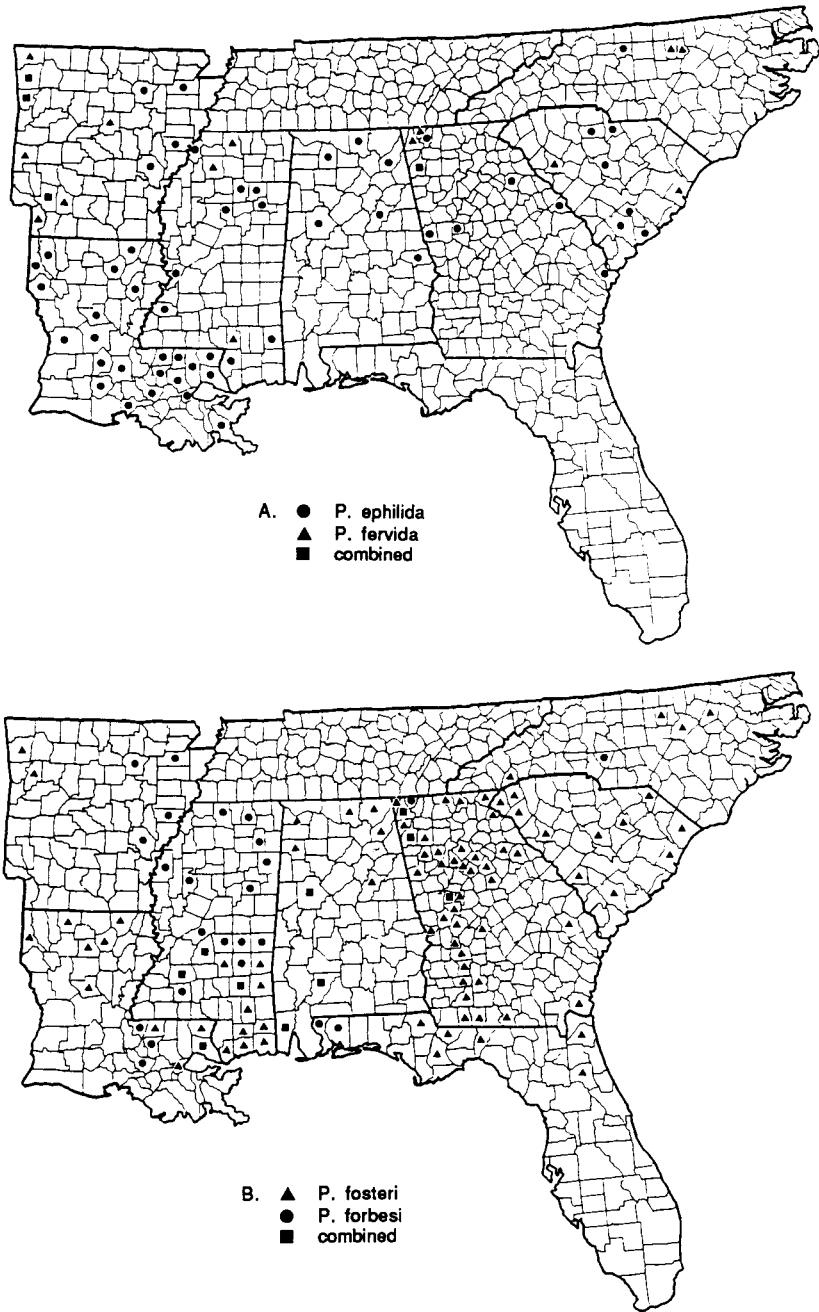 A. ● P. ephilida
▲ P. fervida
■ combined
B. ▲ P. fosteri
● P. forbesi
■ combined